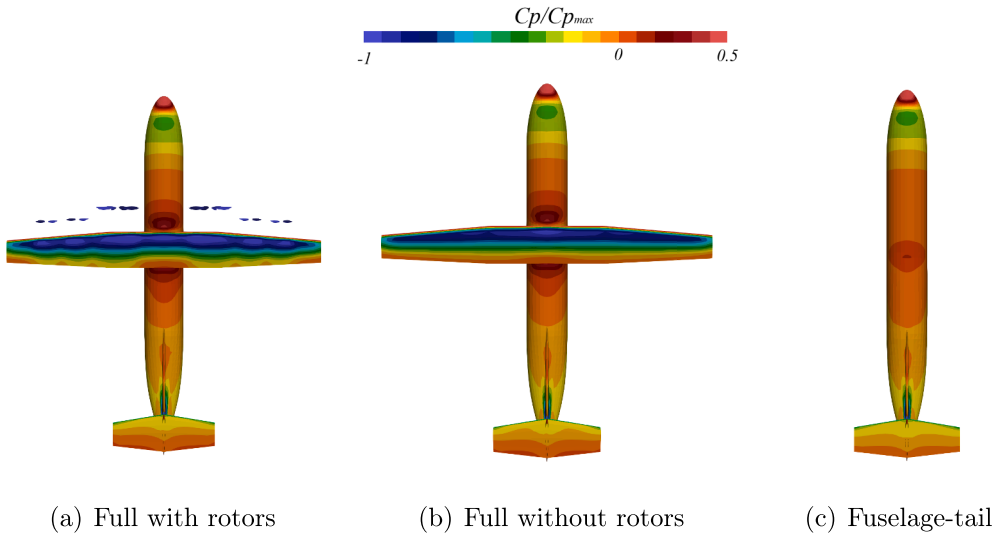 Cp/Cpmax
-1 0 0.5
(a) Full with rotors (b) Full without rotors (c) Fuselage-tail